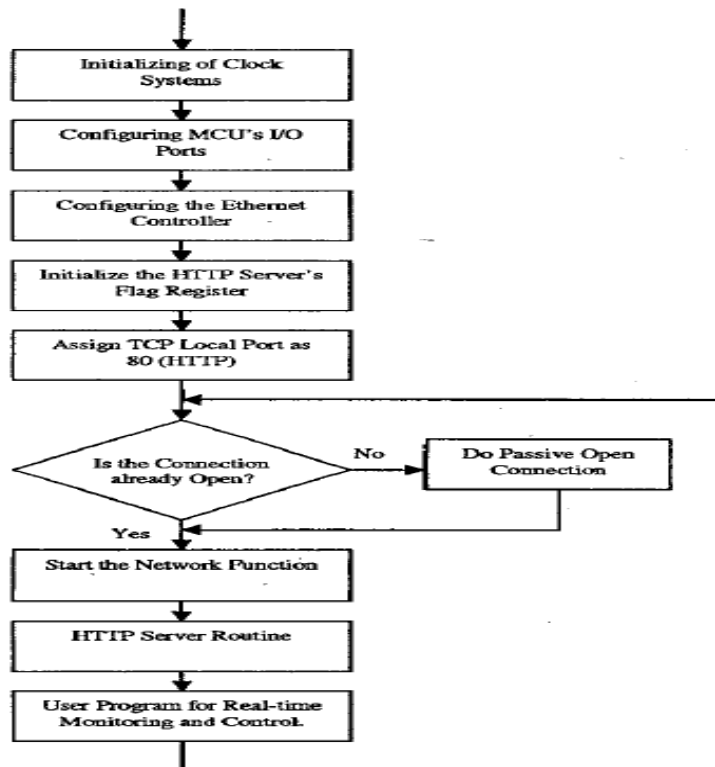 Initializing of Clock
Systems
Configuring MCU's I/O
Ports
Configuring the Ethernet
Controller
Initialize the HTTP Server's
Flag Register
Assign TCP Local Port as
80 (HTTP)
Is the Connection
already Open?
No
Do Passive Open
Connection
Yes
Start the Network Function
HTTP Server Routine
User Program for Real-time
Monitoring and Control.